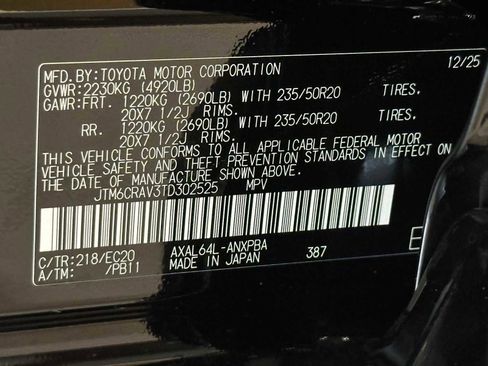 MFD.BY:TOYOTA MOTOR CORPORATION 12/25
GVWR:2230KG (4920LB)
GAWR:FRT. 1220KG (2690LB) WITH 235/50R20 TIRES.
20X7 1/2J RIMS.
RR. 1220KG (2690LB) WITH 235/50R20 TIRES.
20X7 1/2J RIMS.
THIS VEHICLE CONFORMS TO ALL APPLICABLE FEDERAL MOTOR
VEHICLE SAFETY AND THEFT PREVENTION STANDARDS IN EFFECT
ON THE DATE OF MANUFACTURE SHOWN ABOVE.
JTM6CRAV3TD302525 MPV
C/TR:218/EC20 AXAL64L-ANXPBA 387
A/TM: /PB11 MADE IN JAPAN
E